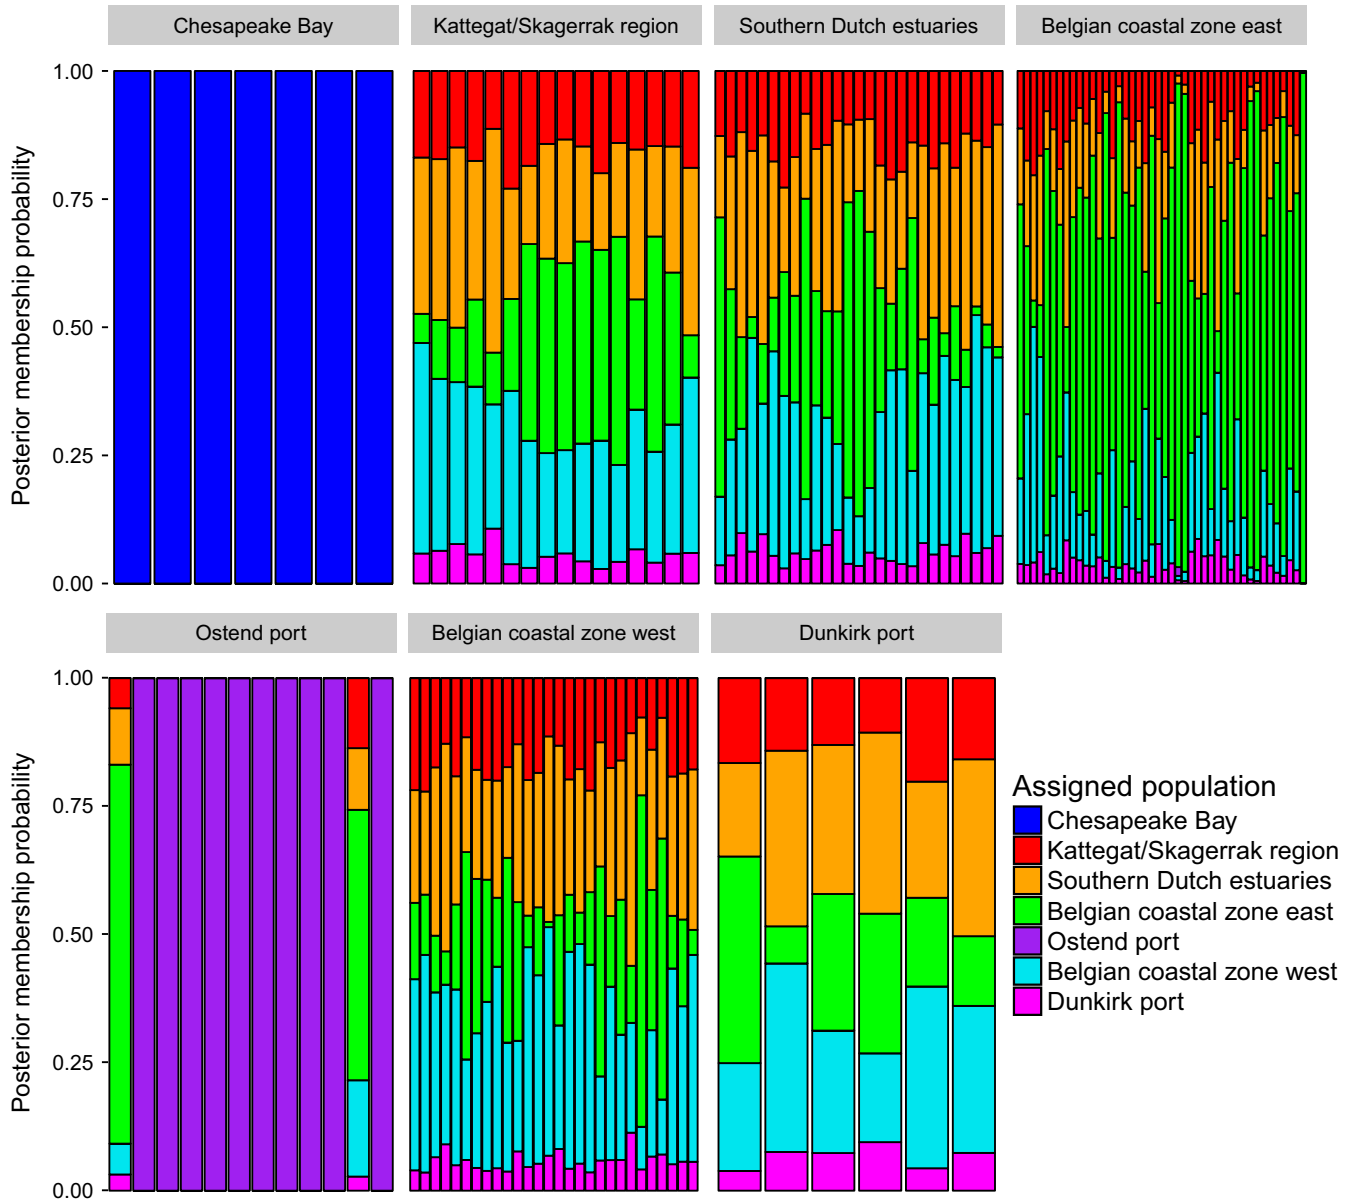 Chesapeake Bay
Kattegat/Skagerrak region
Southern Dutch estuaries
Belgian coastal zone east
Posterior membership probability
1.00
0.75
0.50
0.25
0.00
Ostend port
Belgian coastal zone west
Dunkirk port
Posterior membership probability
1.00
0.75
0.50
0.25
0.00
Assigned population
Chesapeake Bay
Kattegat/Skagerrak region
Southern Dutch estuaries
Belgian coastal zone east
Ostend port
Belgian coastal zone west
Dunkirk port